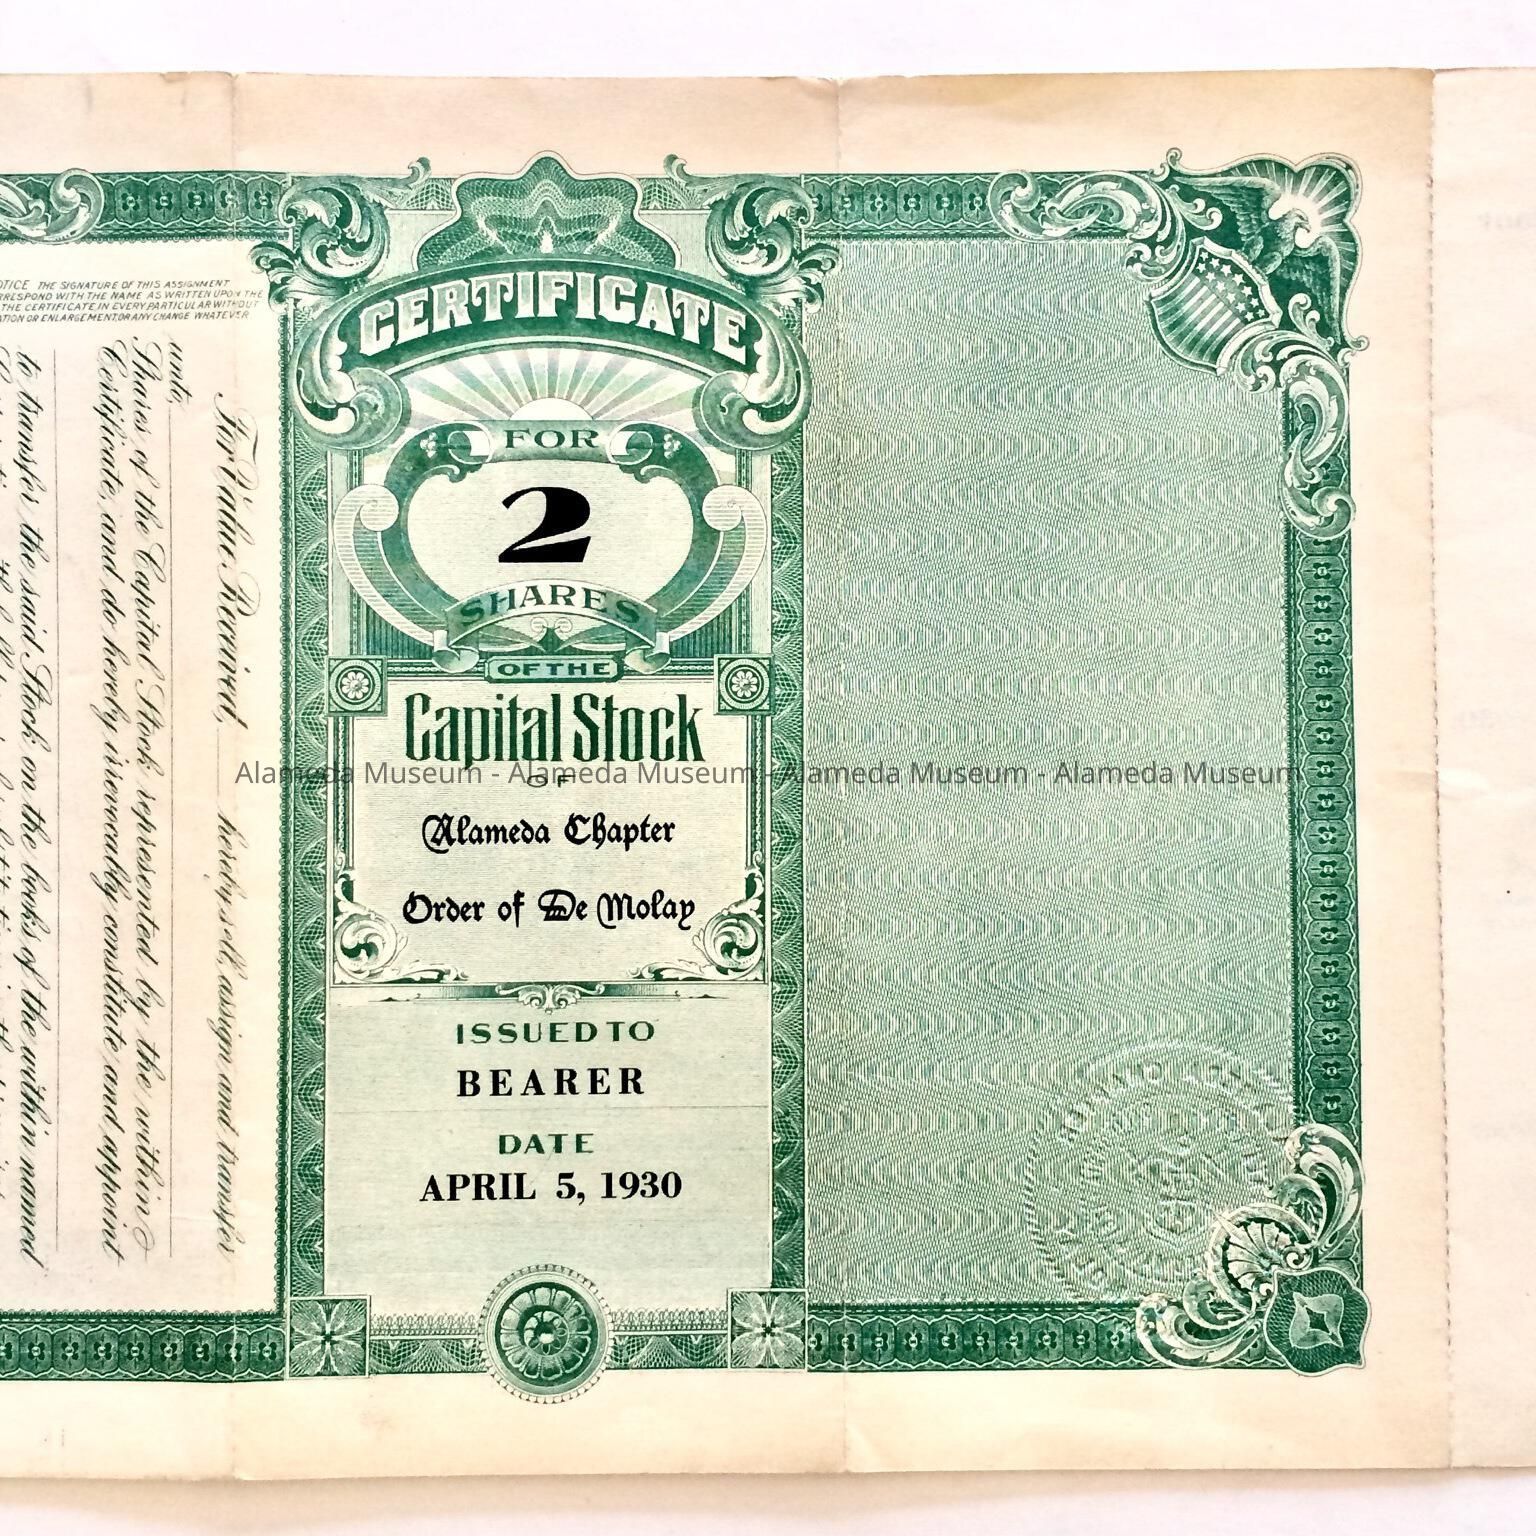 NOTICE THE SIGNATURE OF THIS ASSIGNMENT
CORRESPOND WITH THE NAME AS WRITTEN UPON THE
THE CERTIFICATE IN EVERY PARTICULAR WITHOUT
OR ENLARGEMENT, OR ANY CHANGE WHATEVER
For Value Received, hereby sell, assign and transfer
unto
Shares of the Capital Stock represented by the within
Certificate, and do hereby irrevocably constitute and appoint
to transfer the said Stock on the books of the within named
CERTIFICATE
FOR
2
SHARES
OF THE
Capital Stock
OF
Alameda Chapter
Order of De Molay
ISSUED TO
BEARER
DATE
APRIL 5, 1930
Alameda Museum - Alameda Museum - Alameda Museum - Alameda Museum